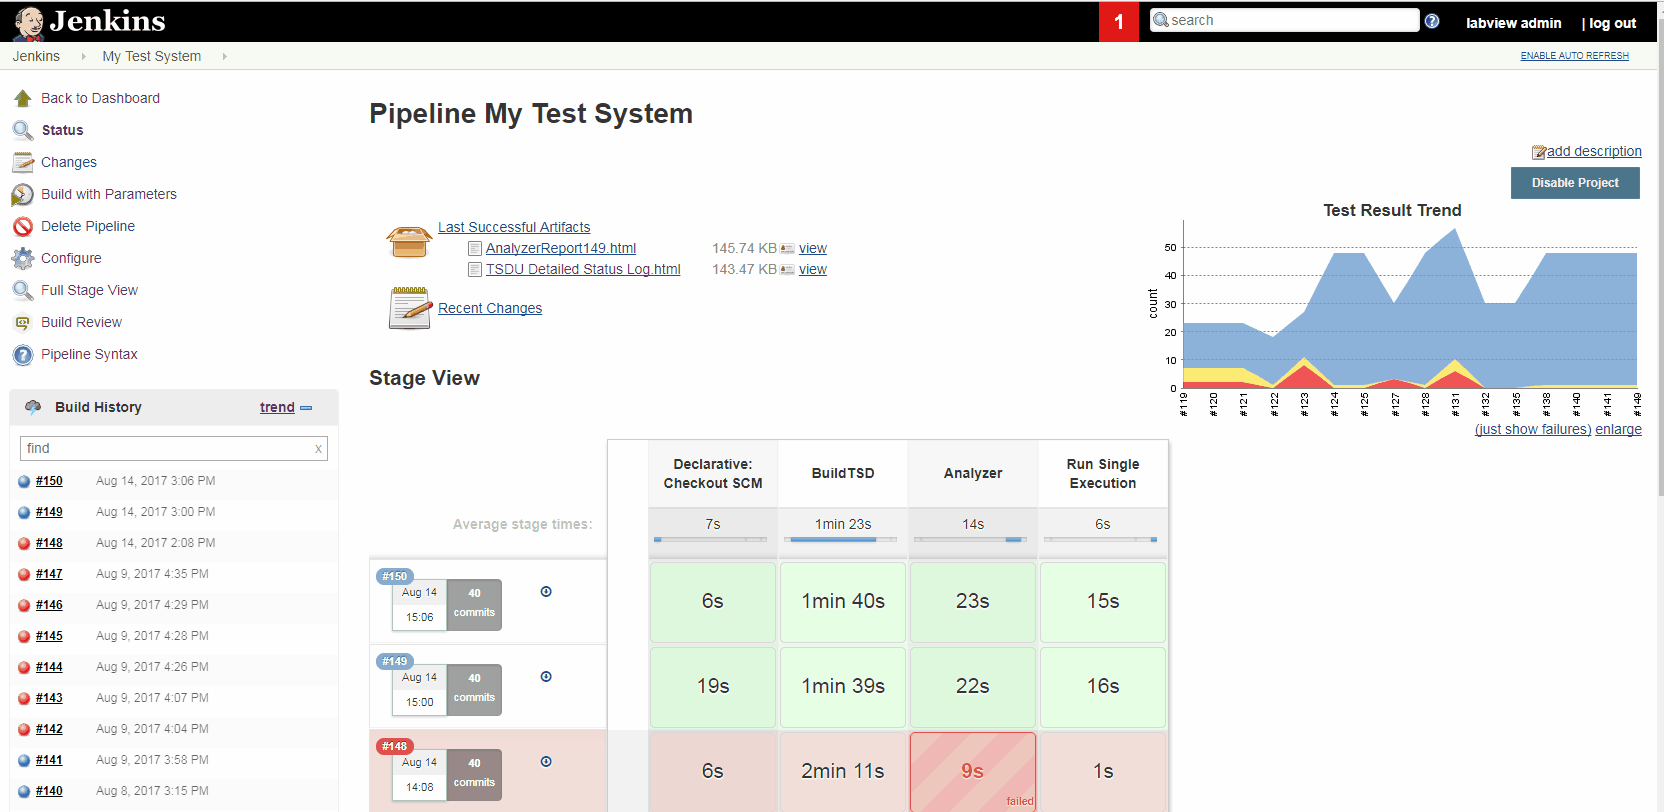 Jenkins
1
search
labview admin
| log out
Jenkins
My Test System
ENABLE AUTO REFRESH
Back to Dashboard
Status
Changes
Build with Parameters
Delete Pipeline
Configure
Full Stage View
Build Review
Pipeline Syntax
Build History
trend
find
x
#150 Aug 14, 2017 3:06 PM
#149 Aug 14, 2017 3:00 PM
#148 Aug 14, 2017 2:08 PM
#147 Aug 9, 2017 4:35 PM
#146 Aug 9, 2017 4:29 PM
#145 Aug 9, 2017 4:28 PM
#144 Aug 9, 2017 4:26 PM
#143 Aug 9, 2017 4:07 PM
#142 Aug 9, 2017 4:04 PM
#141 Aug 9, 2017 3:58 PM
#140 Aug 8, 2017 3:15 PM
Pipeline My Test System
add description
Disable Project
Last Successful Artifacts
AnalyzerReport149.html 145.74 KB view
TSDU Detailed Status Log.html 143.47 KB view
Recent Changes
Test Result Trend
count
50
40
30
20
10
0
#119 #120 #121 #122 #123 #124 #125 #127 #128 #131 #132 #135 #138 #140 #141 #149
(just show failures) enlarge
Stage View
Declarative: Checkout SCM
BuildTSD
Analyzer
Run Single Execution
Average stage times:
7s 1min 23s 14s 6s
#150
Aug 14
15:06
40 commits
6s 1min 40s 23s 15s
#149
Aug 14
15:00
40 commits
19s 1min 39s 22s 16s
#148
Aug 14
14:08
40 commits
6s 2min 11s 9s 1s
failed